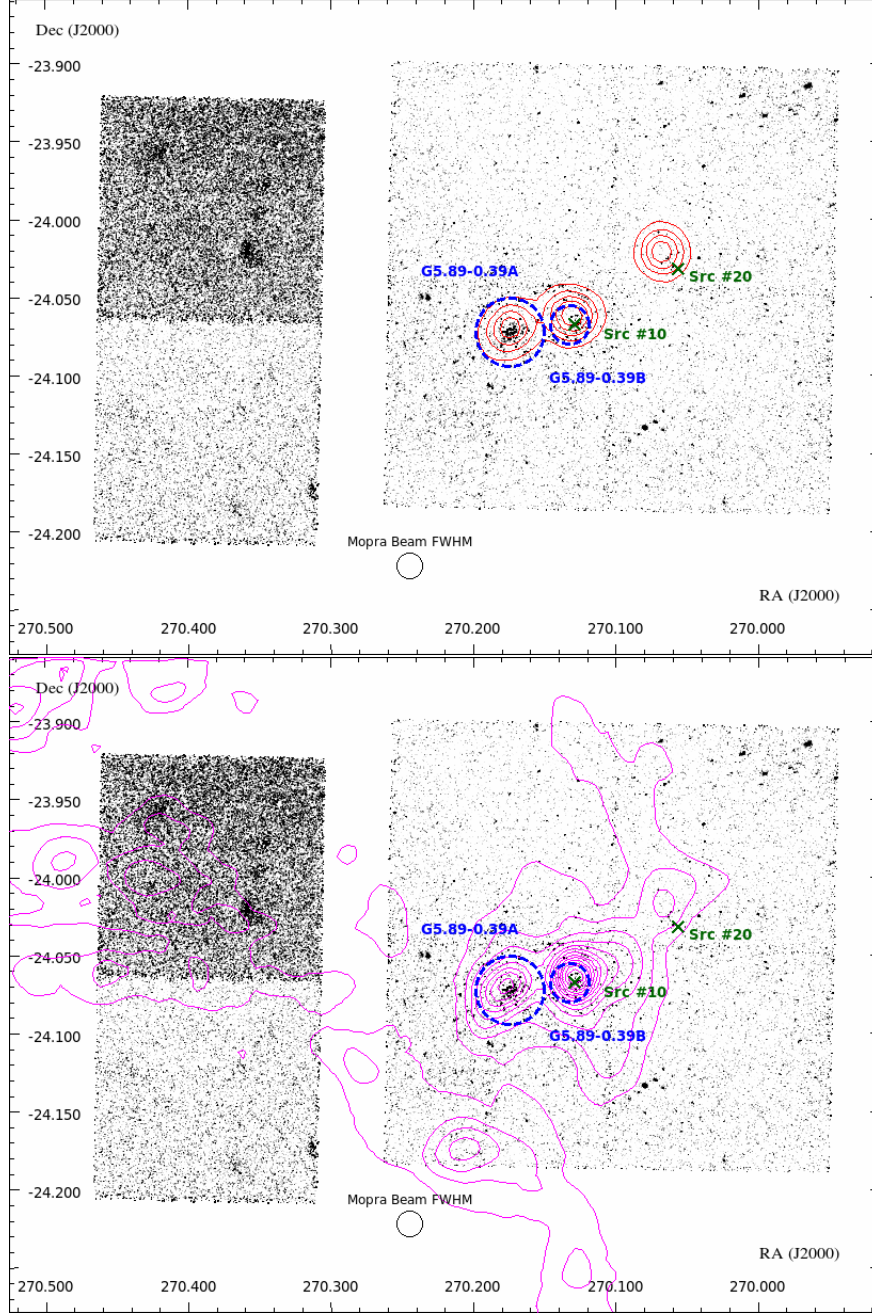 Dec (J2000)
-23.900
-23.950
-24.000
G5.89-0.39A
Src #20
-24.050
Src #10
-24.100
G5.89-0.39B
-24.150
-24.200
Mopra Beam FWHM
RA (J2000)
270.500 270.400 270.300 270.200 270.100 270.000
Dec (J2000)
-23.900
-23.950
-24.000
G5.89-0.39A
Src #20
-24.050
Src #10
-24.100
G5.89-0.39B
-24.150
-24.200
Mopra Beam FWHM
RA (J2000)
270.500 270.400 270.300 270.200 270.100 270.000